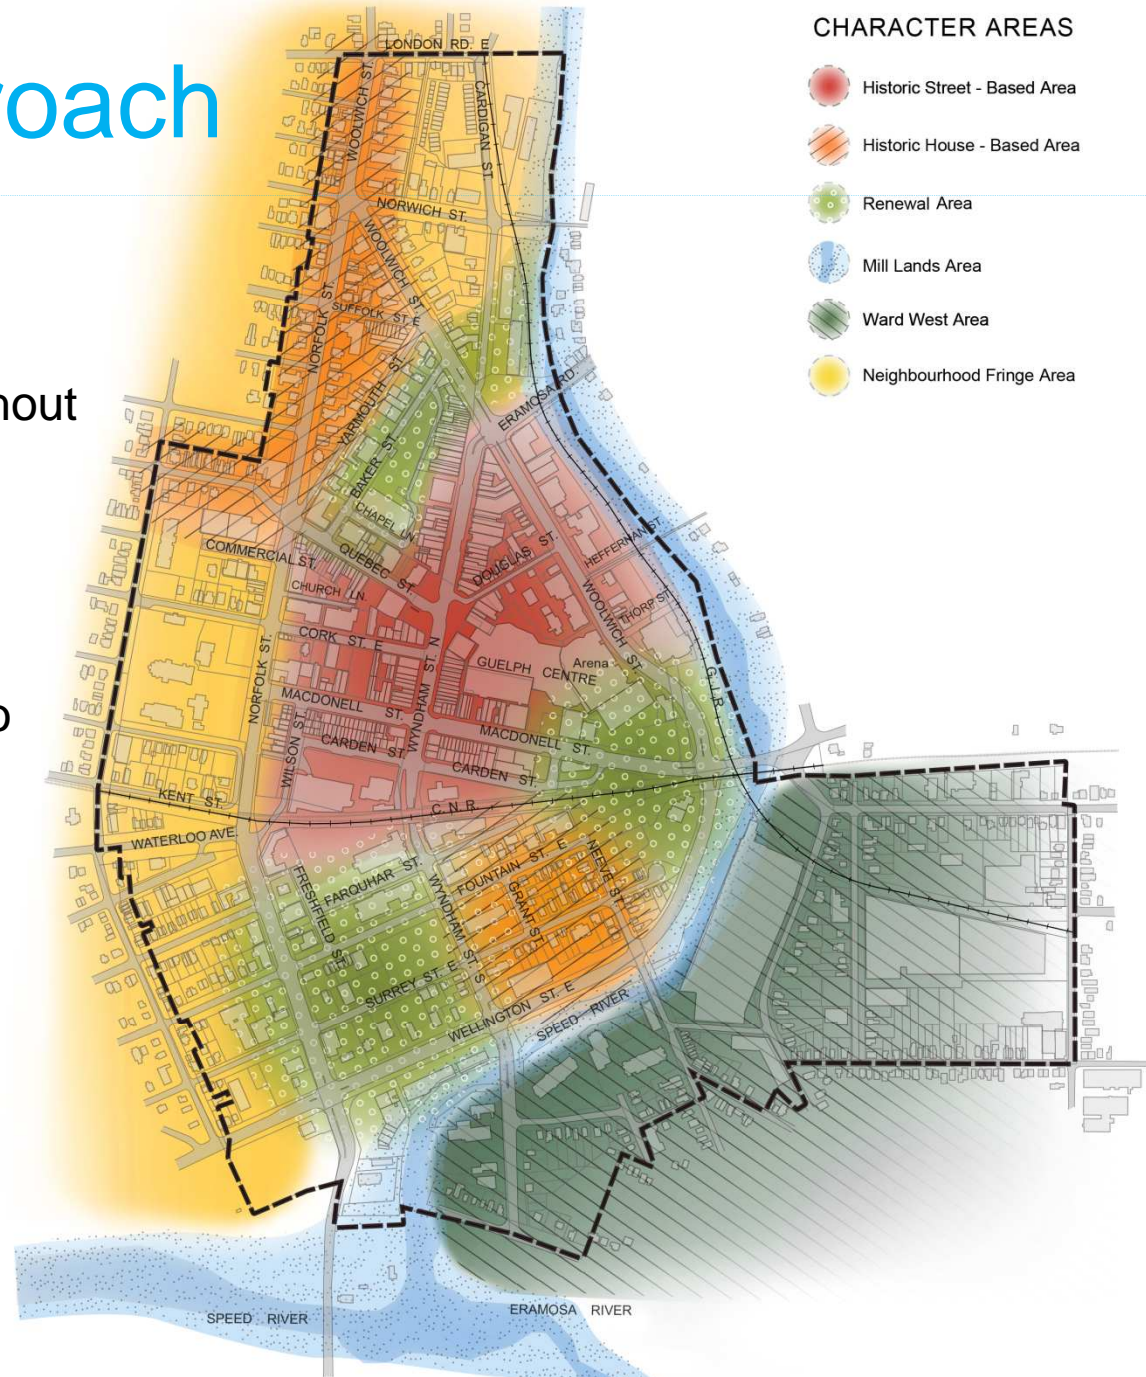 roach
hout
o
CHARACTER AREAS
Historic Street - Based Area
Historic House - Based Area
Renewal Area
Mill Lands Area
Ward West Area
Neighbourhood Fringe Area
LONDON RD. E
WOOLWICH ST.
CARDIGAN ST
NORWICH ST.
WOOLWICH ST.
NORFOLK ST.
SUFFOLK ST. E
YARMOUTH ST.
ERAMOSA RD.
BAKER ST.
CHAPEL LN.
QUEBEC ST.
COMMERCIAL ST.
CHURCH LN.
DOUGLAS ST.
HEFFERNAN ST.
WOOLWICH ST.
THORP ST.
CORK ST. E
WYNDHAM ST. N
GUELPH CENTRE
Arena
G.J.R.
NORFOLK ST.
MACDONELL ST.
MACDONELL ST.
WILSON ST.
CARDEN ST.
CARDEN ST.
KENT ST.
C.N.R.
WATERLOO AVE.
FARQUHAR ST.
FRESHFIELD ST.
WYNDHAM ST. S
FOUNTAIN ST. E
GRANT ST.
NERVE ST.
SURREY ST. E
WELLINGTON ST. E
SPEED RIVER
SPEED RIVER
ERAMOSA RIVER